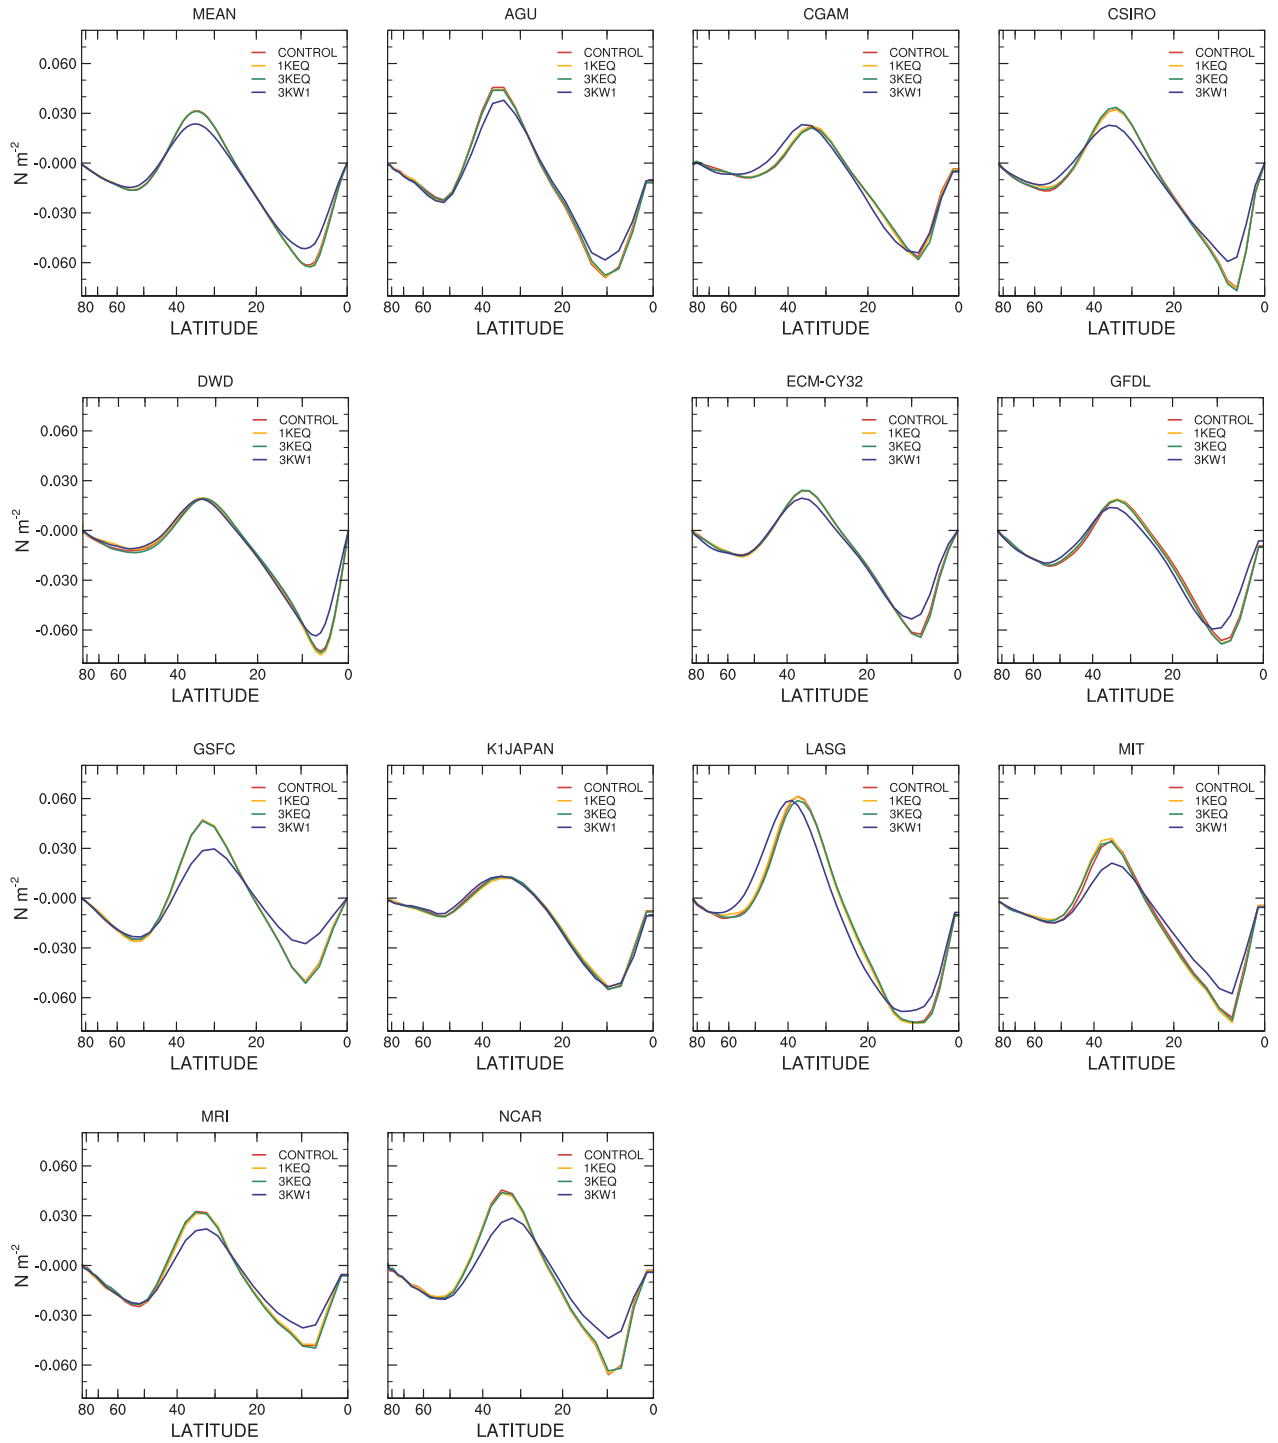 MEAN
AGU
CGAM
CSIRO
N m-2
0.060
0.030
-0.000
-0.030
-0.060
CONTROL
1KEQ
3KEQ
3KW1
CONTROL
1KEQ
3KEQ
3KW1
CONTROL
1KEQ
3KEQ
3KW1
CONTROL
1KEQ
3KEQ
3KW1
80 60 40 20 0
80 60 40 20 0
80 60 40 20 0
80 60 40 20 0
LATITUDE
LATITUDE
LATITUDE
LATITUDE
DWD
ECM-CY32
GFDL
N m-2
0.060
0.030
-0.000
-0.030
-0.060
CONTROL
1KEQ
3KEQ
3KW1
CONTROL
1KEQ
3KEQ
3KW1
CONTROL
1KEQ
3KEQ
3KW1
80 60 40 20 0
80 60 40 20 0
80 60 40 20 0
LATITUDE
LATITUDE
LATITUDE
GSFC
K1JAPAN
LASG
MIT
N m-2
0.060
0.030
-0.000
-0.030
-0.060
CONTROL
1KEQ
3KEQ
3KW1
CONTROL
1KEQ
3KEQ
3KW1
CONTROL
1KEQ
3KEQ
3KW1
CONTROL
1KEQ
3KEQ
3KW1
80 60 40 20 0
80 60 40 20 0
80 60 40 20 0
80 60 40 20 0
LATITUDE
LATITUDE
LATITUDE
LATITUDE
MRI
NCAR
N m-2
0.060
0.030
-0.000
-0.030
-0.060
CONTROL
1KEQ
3KEQ
3KW1
CONTROL
1KEQ
3KEQ
3KW1
80 60 40 20 0
80 60 40 20 0
LATITUDE
LATITUDE